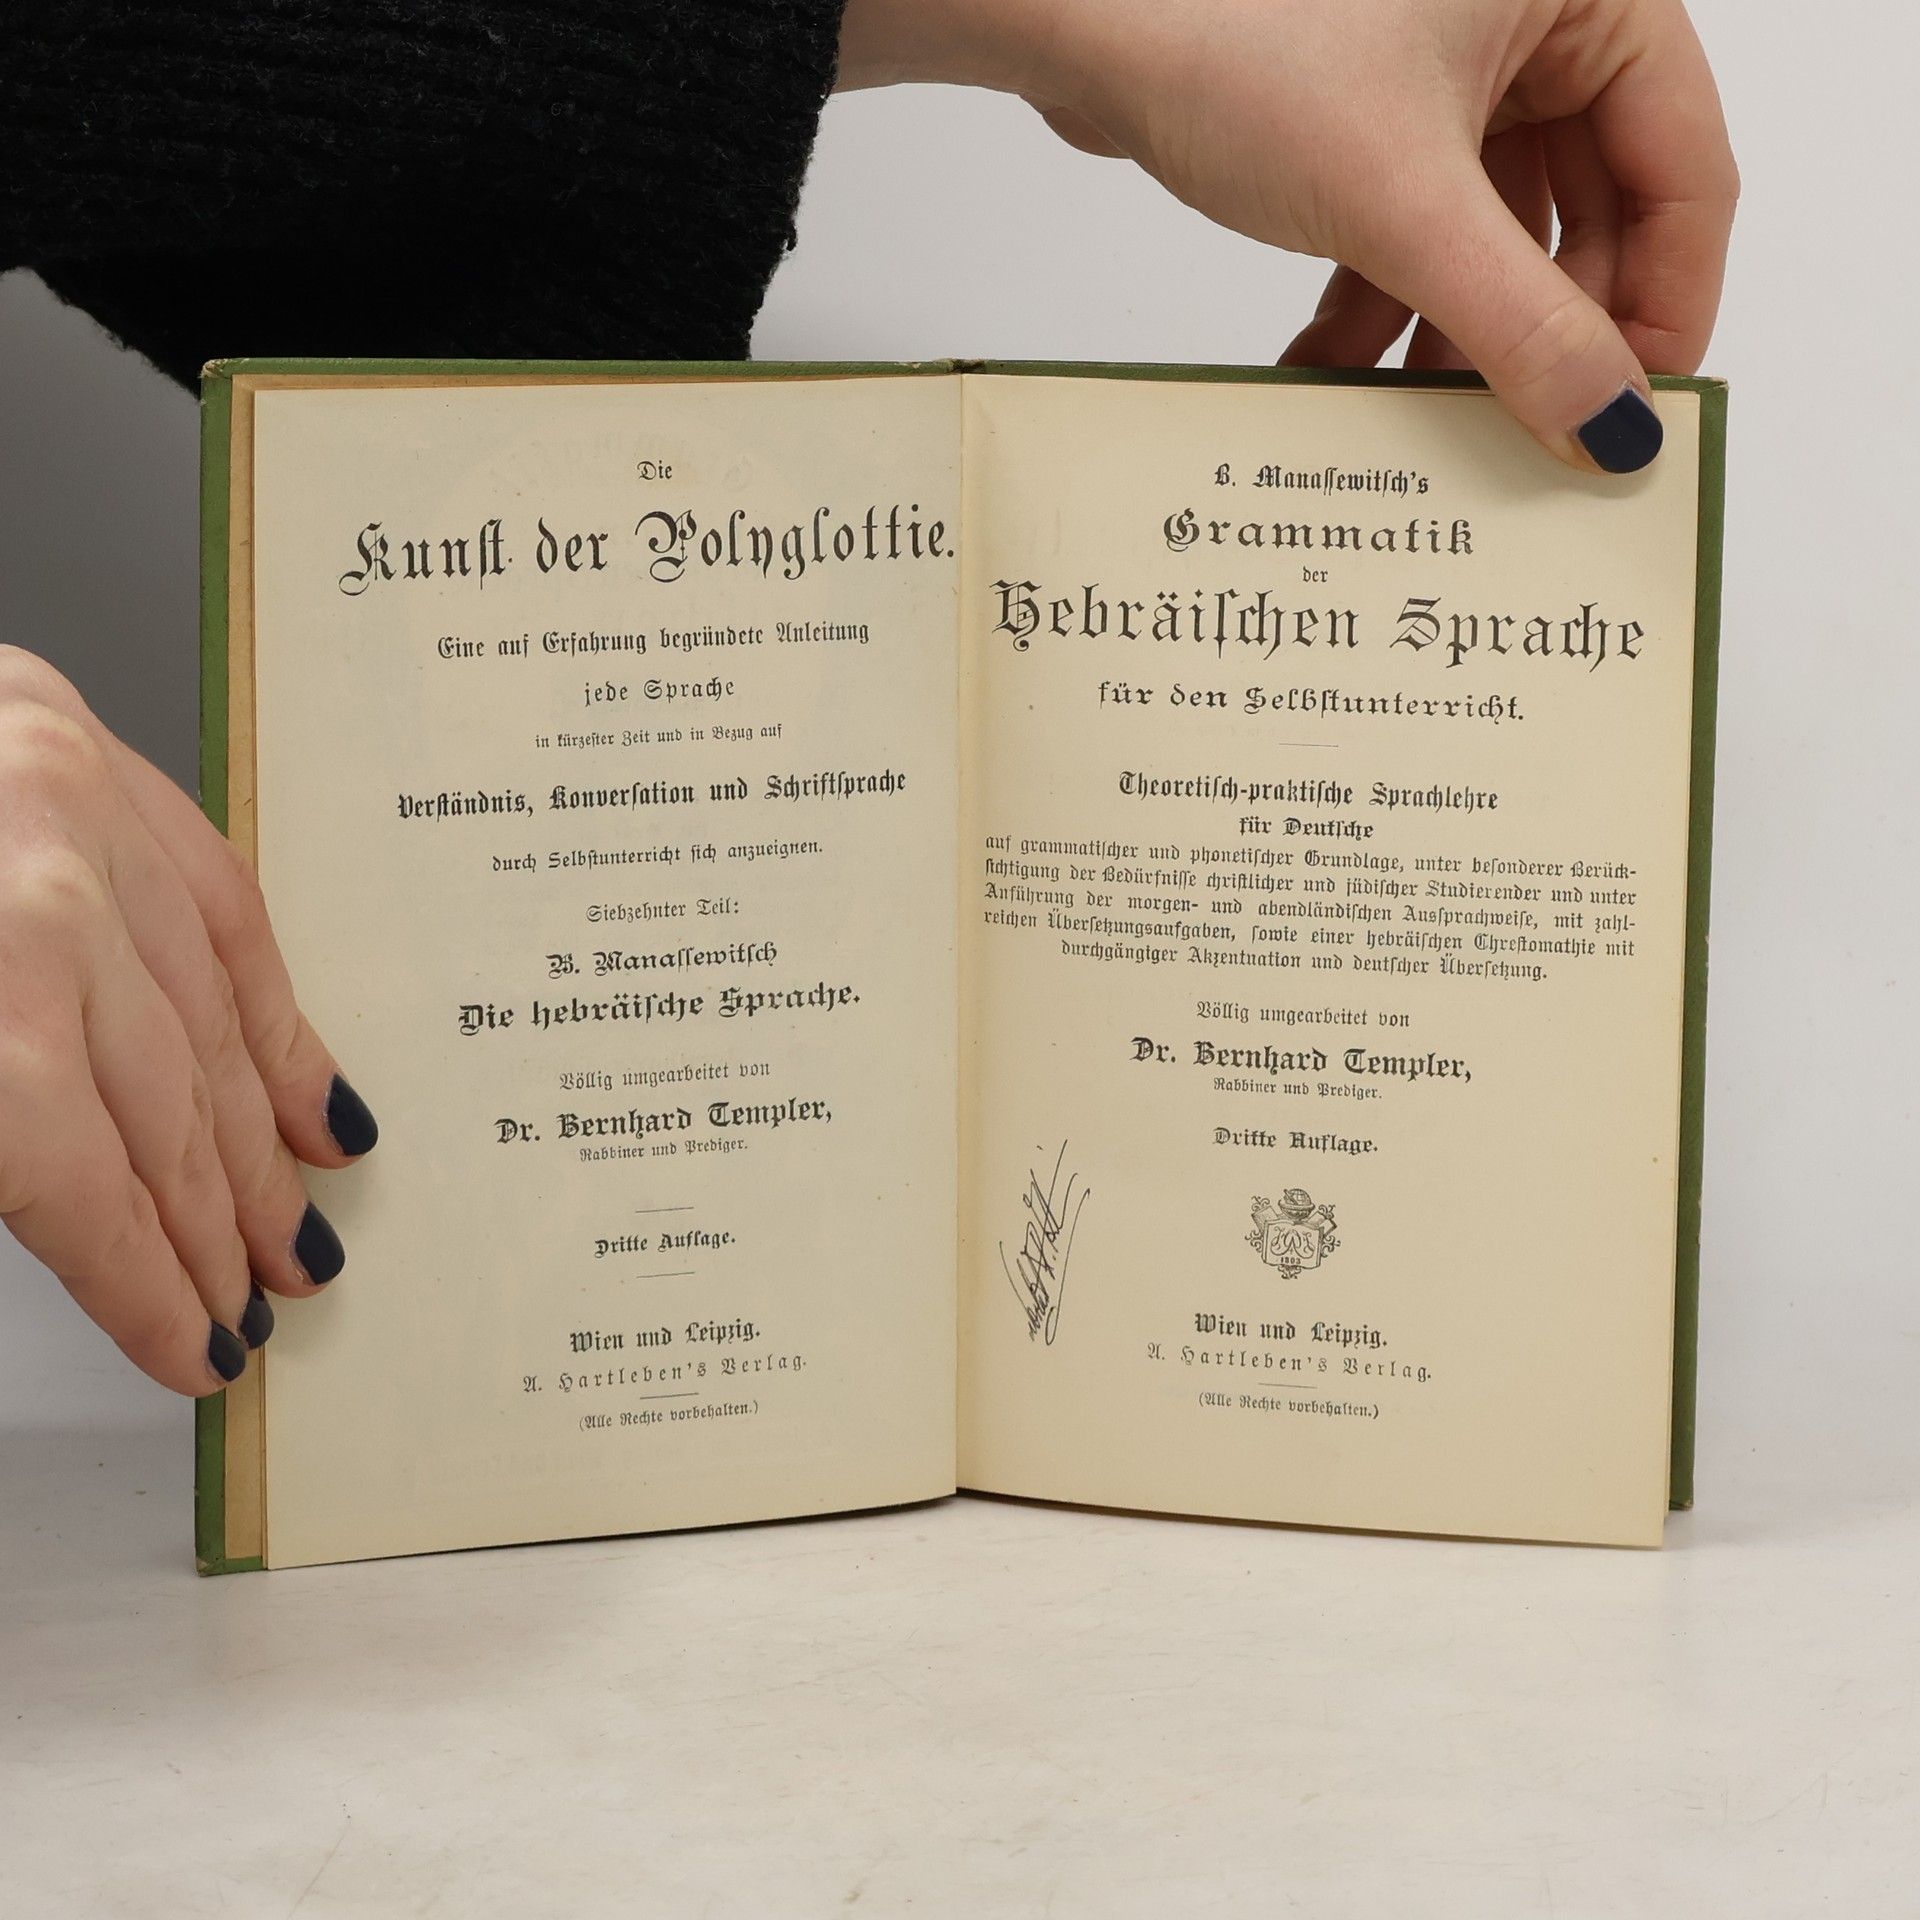 Die
Kunst der Polyglottie.
Eine auf Erfahrung begründete Anleitung
jede Sprache
in kürzester Zeit und in Bezug auf
Verständnis, Konversation und Schriftsprache
durch Selbstunterricht sich anzueignen.
Siebzehnter Teil:
B. Manassewitsch
Die hebräische Sprache.
Völlig umgearbeitet von
Dr. Bernhard Templer,
Rabbiner und Prediger.
Dritte Auflage.
Wien und Leipzig.
A. Hartleben's Verlag.
(Alle Rechte vorbehalten.)
B. Manassewitsch's
Grammatik
der
Hebräischen Sprache
für den Selbstunterricht.
Theoretisch-praktische Sprachlehre
für Deutsche
auf grammatischer und phonetischer Grundlage, unter besonderer Berück-
sichtigung der Bedürfnisse christlicher und jüdischer Studierender und unter
Anführung der morgen- und abendländischen Aussprachweise, mit zahl-
reichen Übersetzungsaufgaben, sowie einer hebräischen Chrestomathie mit
durchgängiger Akzentuation und deutscher Übersetzung.
Völlig umgearbeitet von
Dr. Bernhard Templer,
Rabbiner und Prediger.
Dritte Auflage.
1803
Wien und Leipzig.
A. Hartleben's Verlag.
(Alle Rechte vorbehalten.)